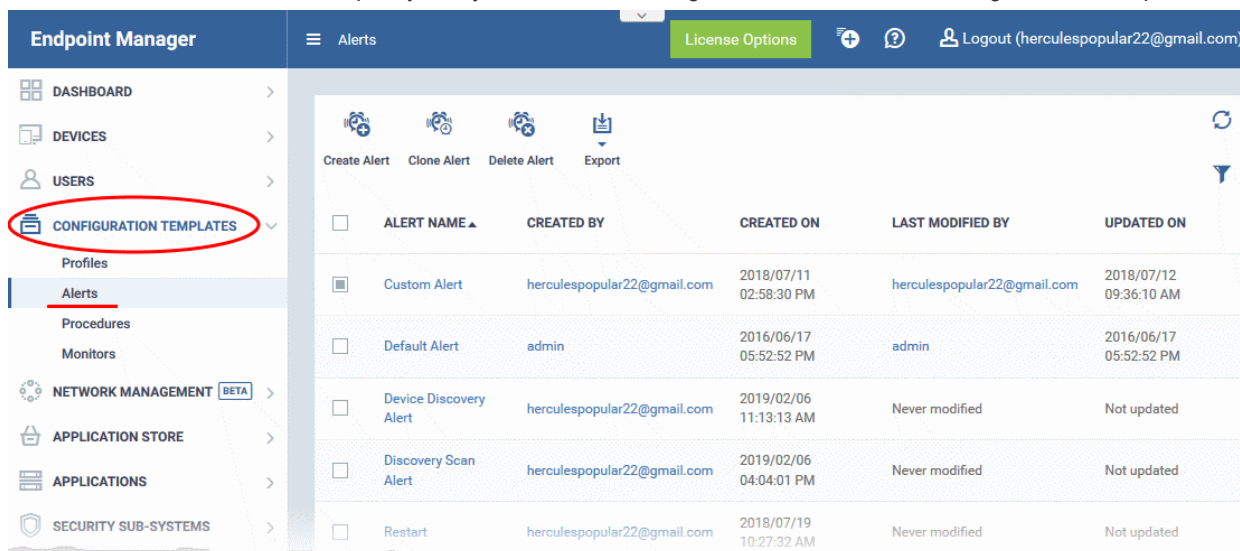 Endpoint Manager
Alerts
License Options
Logout (herculespopular22@gmail.com)
DASHBOARD
DEVICES
USERS
CONFIGURATION TEMPLATES
Profiles
Alerts
Procedures
Monitors
NETWORK MANAGEMENT BETA
APPLICATION STORE
APPLICATIONS
SECURITY SUB-SYSTEMS
Create Alert Clone Alert Delete Alert Export
ALERT NAME CREATED BY CREATED ON LAST MODIFIED BY UPDATED ON
Custom Alert herculespopular22@gmail.com 2018/07/11 02:58:30 PM herculespopular22@gmail.com 2018/07/12 09:36:10 AM
Default Alert admin 2016/06/17 05:52:52 PM admin 2016/06/17 05:52:52 PM
Device Discovery Alert herculespopular22@gmail.com 2019/02/06 11:13:13 AM Never modified Not updated
Discovery Scan Alert herculespopular22@gmail.com 2019/02/06 04:04:01 PM Never modified Not updated
Restart herculespopular22@gmail.com 2018/07/19 10:27:32 AM Never modified Not updated